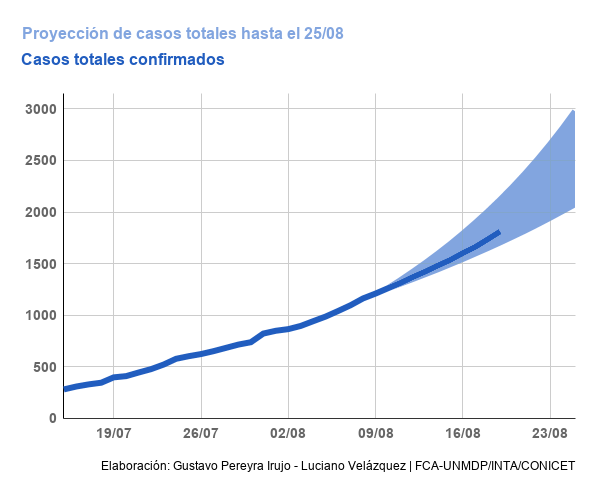 Proyección de casos totales hasta el 25/08
Casos totales confirmados
3000
2500
2000
1500
1000
500
0
19/07 26/07 02/08 09/08 16/08 23/08
Elaboración: Gustavo Pereyra Irujo - Luciano Velázquez | FCA-UNMDP/INTA/CONICET